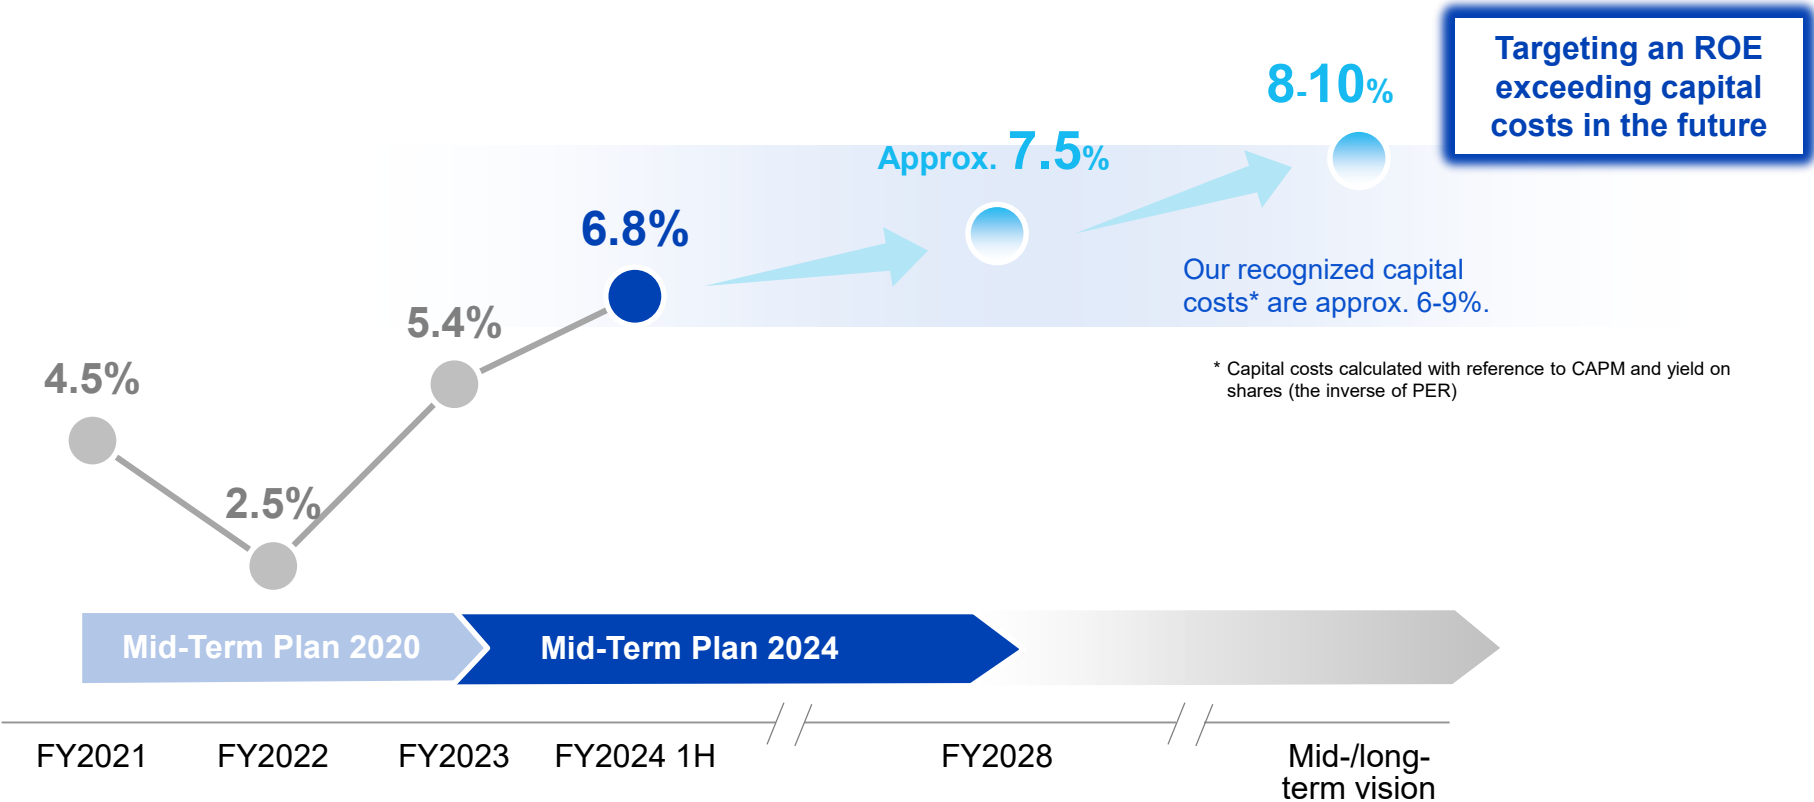 Targeting an ROE
exceeding capital
costs in the future
8-10%
Approx. 7.5%
6.8%
5.4%
4.5%
2.5%
Our recognized capital
costs* are approx. 6-9%.
* Capital costs calculated with reference to CAPM and yield on
shares (the inverse of PER)
Mid-Term Plan 2020
Mid-Term Plan 2024
FY2021
FY2022
FY2023
FY2024 1H
FY2028
Mid-/long-
term vision